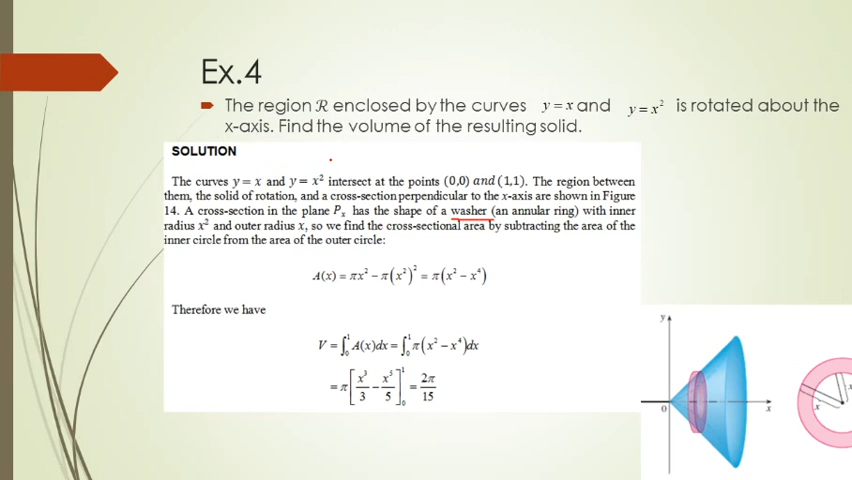 Ex.4
The region ℛ enclosed by the curves y = x and y = x² is rotated about the
x-axis. Find the volume of the resulting solid.
SOLUTION
The curves y = x and y = x² intersect at the points (0,0) and (1,1). The region between
them, the solid of rotation, and a cross-section perpendicular to the x-axis are shown in Figure
14. A cross-section in the plane Pₓ has the shape of a washer (an annular ring) with inner
radius x² and outer radius x, so we find the cross-sectional area by subtracting the area of the
inner circle from the area of the outer circle:
A(x) = πx² − π(x²)² = π(x² − x⁴)
Therefore we have
V = ∫₀¹ A(x)dx = ∫₀¹ π(x² − x⁴)dx
= π[x³/3 − x⁵/5]₀¹ = 2π/15
y
0
x
x
x